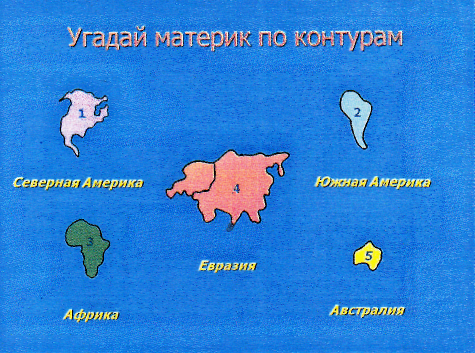 Угадай материк по контурам
1
2
Северная Америка
Южная Америка
4
3
5
Евразия
Африка
Австралия